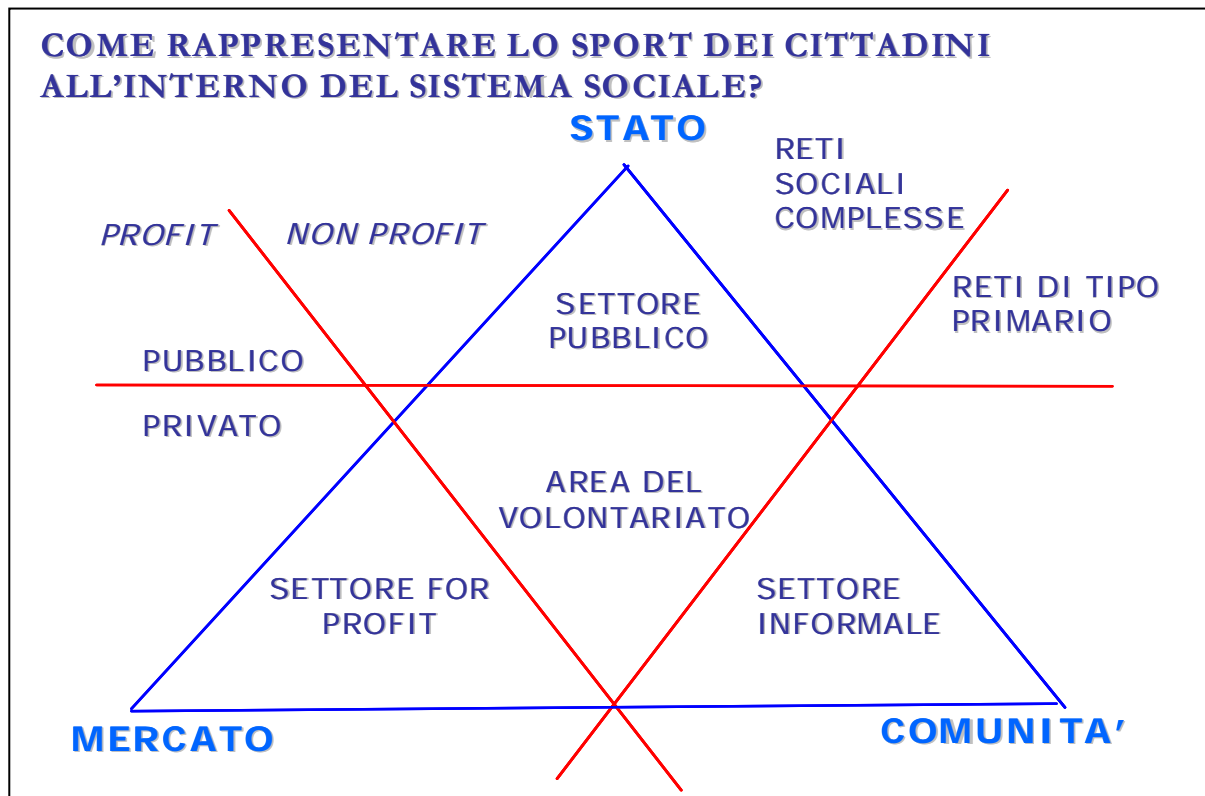 COME RAPPRESENTARE LO SPORT DEI CITTADINI
ALL'INTERNO DEL SISTEMA SOCIALE?
STATO
RETI
SOCIALI
COMPLESSE
PROFIT
NON PROFIT
RETI DI TIPO
PRIMARIO
SETTORE
PUBBLICO
PUBBLICO
PRIVATO
AREA DEL
VOLONTARIATO
SETTORE FOR
PROFIT
SETTORE
INFORMALE
MERCATO
COMUNITA'